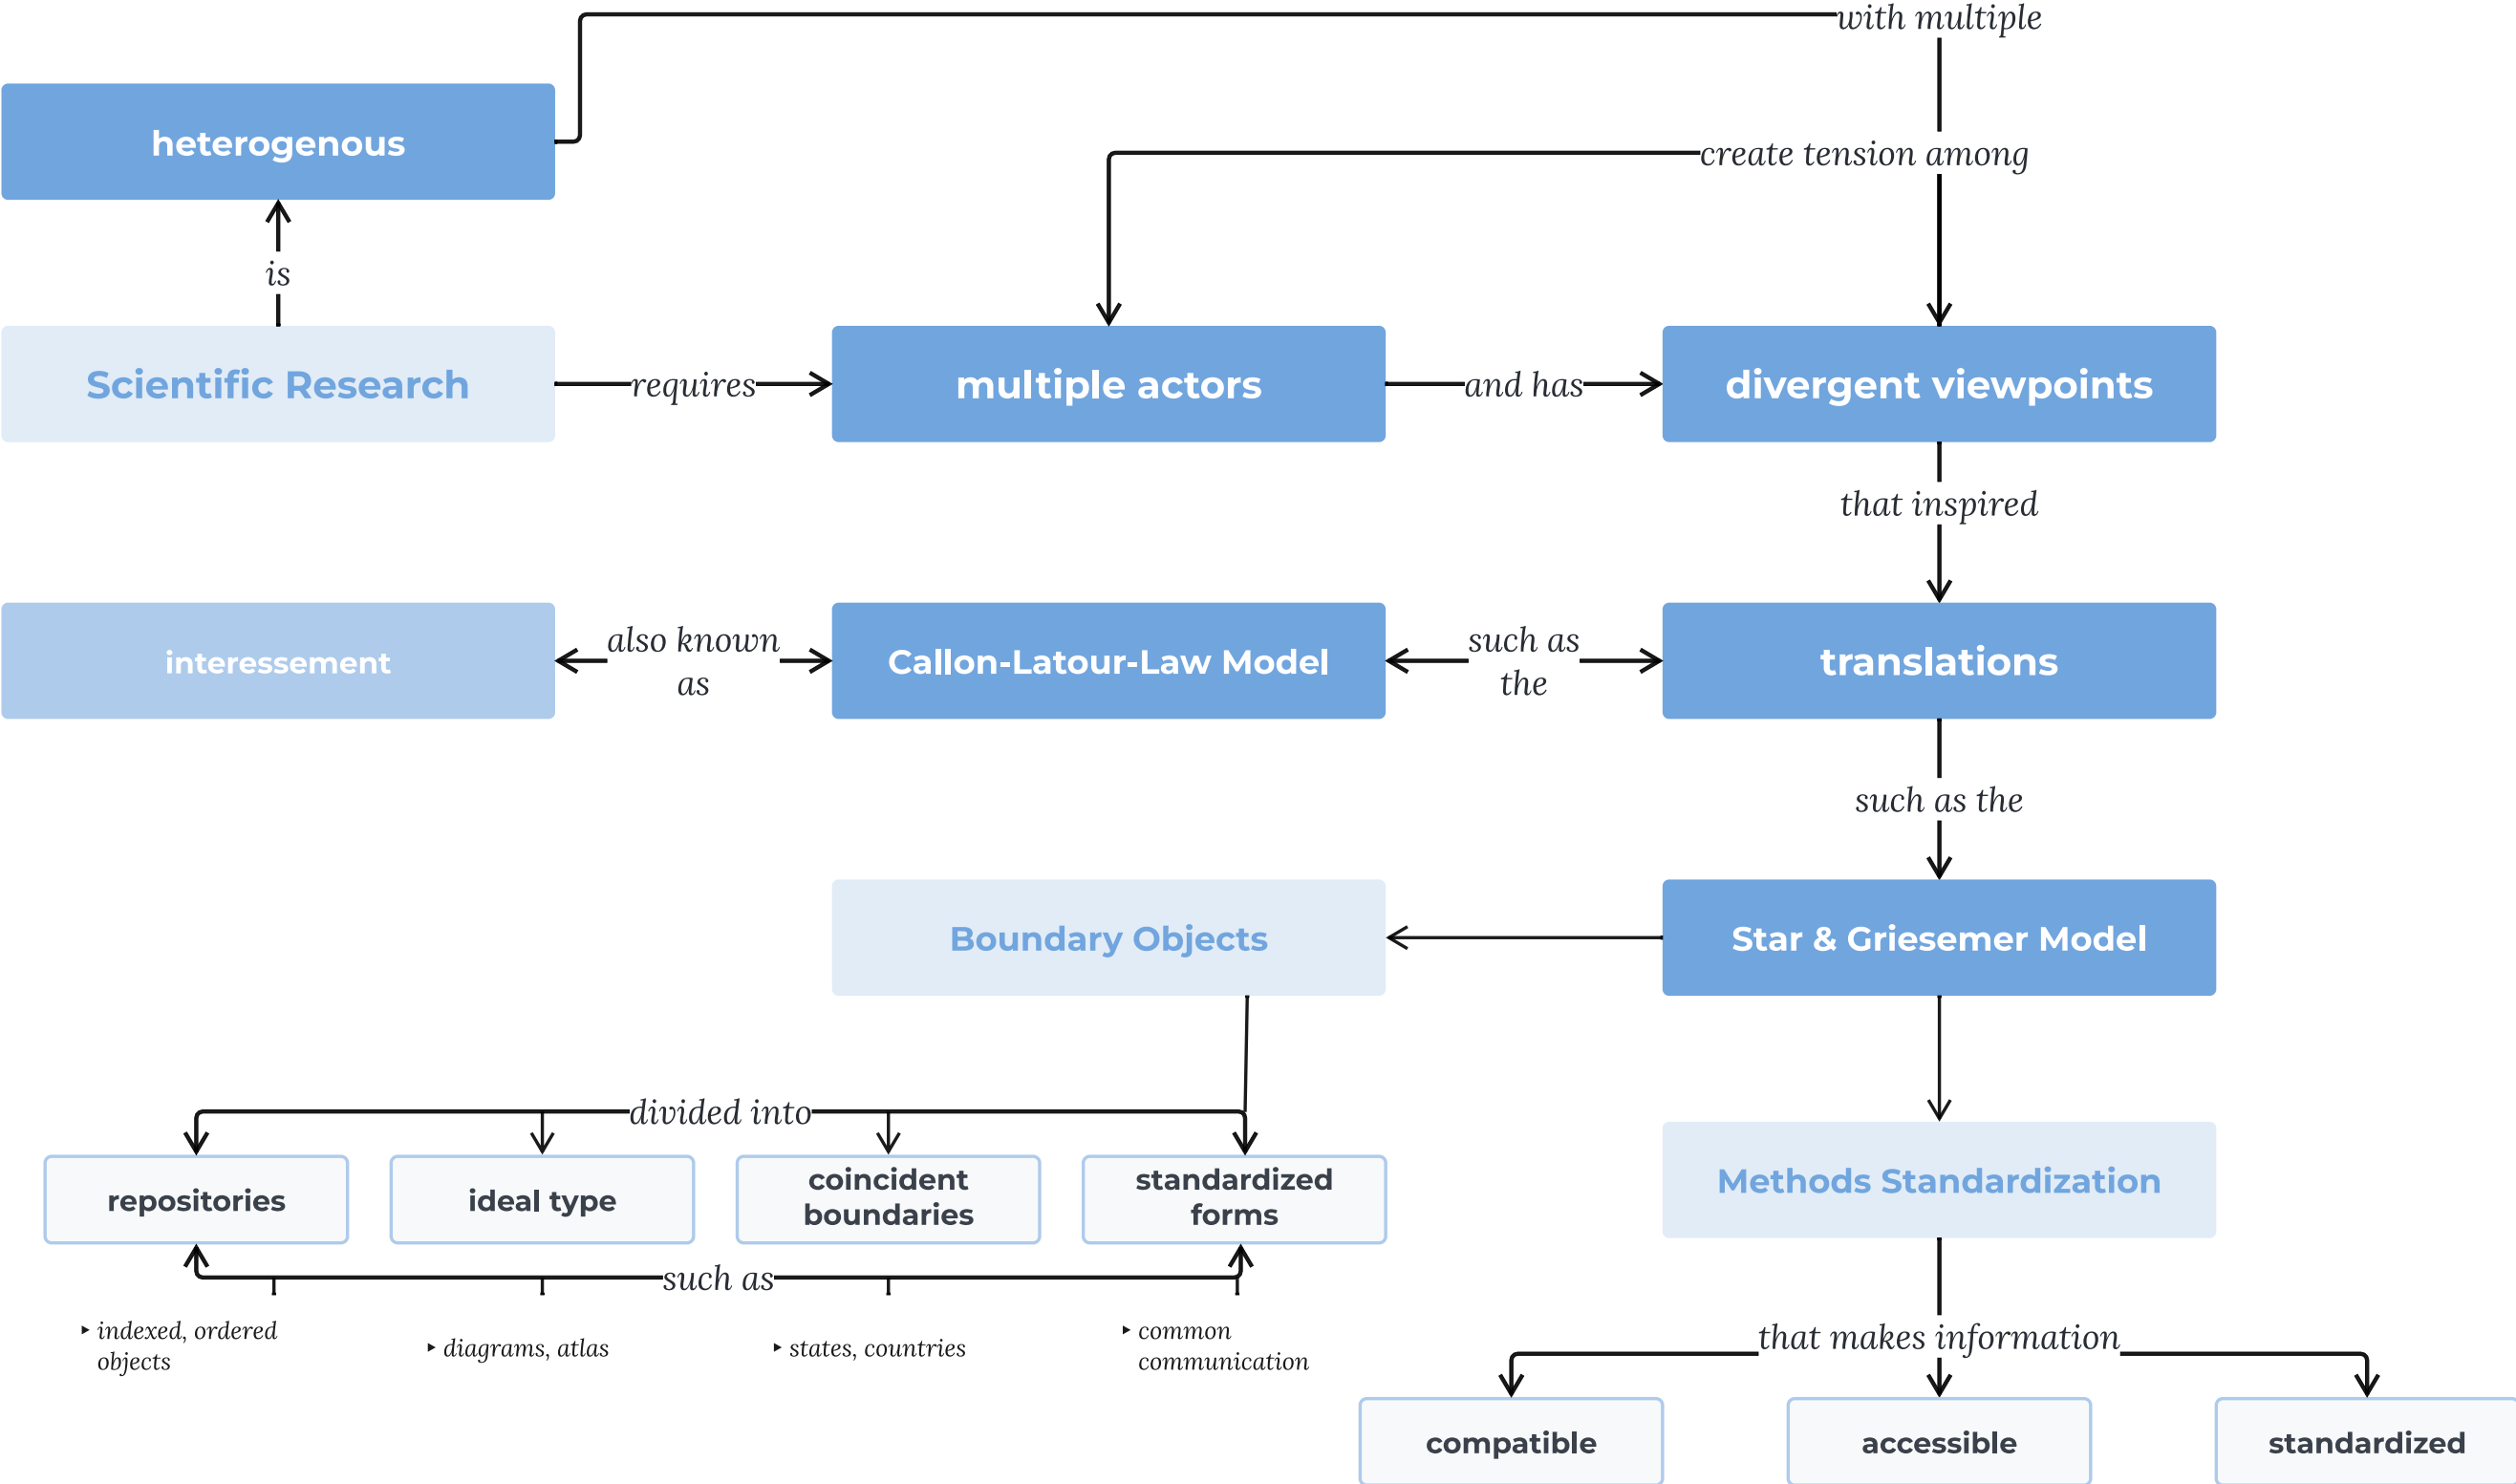 with multiple
heterogenous
create tension among
is
Scientific Research
requires
multiple actors
and has
divergent viewpoints
that inspired
interessement
also known
as
Callon-Latour-Law Model
such as
the
translations
such as the
Boundary Objects
Star & Griesemer Model
divided into
repositories
ideal type
coincident
boundaries
standardized
forms
Methods Standardization
such as
indexed, ordered
objects
diagrams, atlas
states, countries
common
communication
that makes information
compatible
accessible
standardized